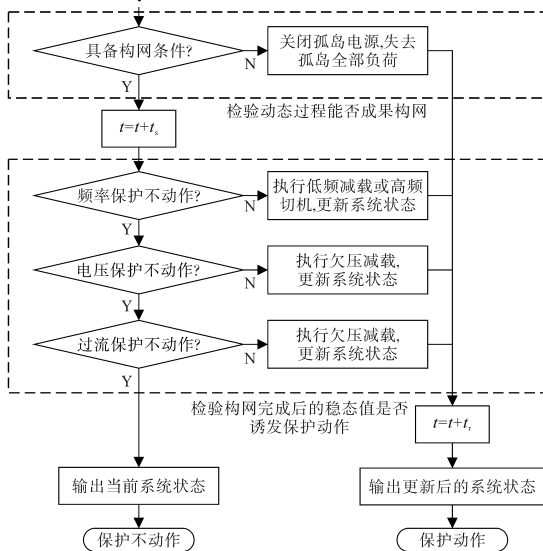 具备构网条件?
N
Y
关闭孤岛电源,失去
孤岛全部负荷
检验动态过程能否成果构网
t=t+ts
频率保护不动作?
N
Y
执行低频减载或高频
切机,更新系统状态
电压保护不动作?
N
Y
执行欠压减载,
更新系统状态
过流保护不动作?
N
Y
执行欠压减载,
更新系统状态
检验构网完成后的稳态值是否
诱发保护动作
t=t+tr
输出当前系统状态
输出更新后的系统状态
保护不动作
保护动作